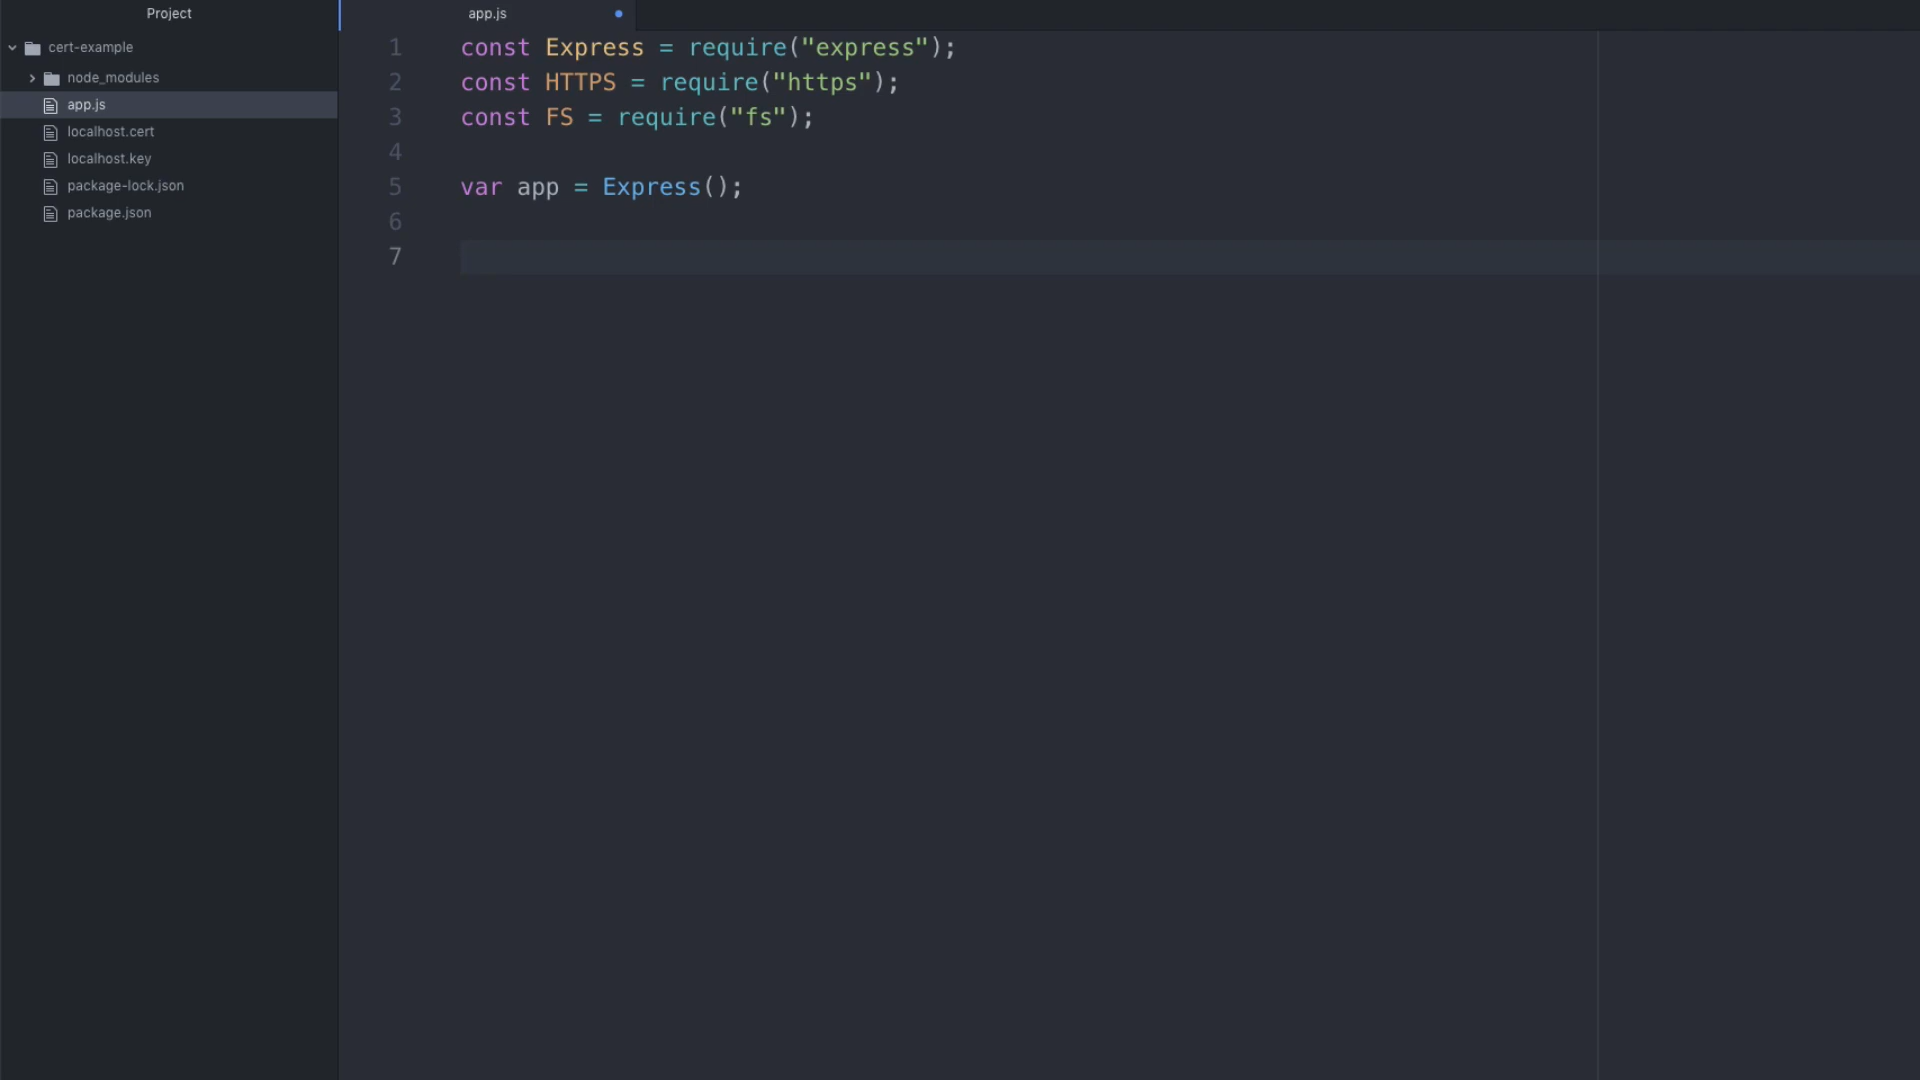 Project
cert-example
node_modules
app.js
localhost.cert
localhost.key
package-lock.json
package.json
app.js
1 const Express = require("express");
2 const HTTPS = require("https");
3 const FS = require("fs");
4
5 var app = Express();
6
7